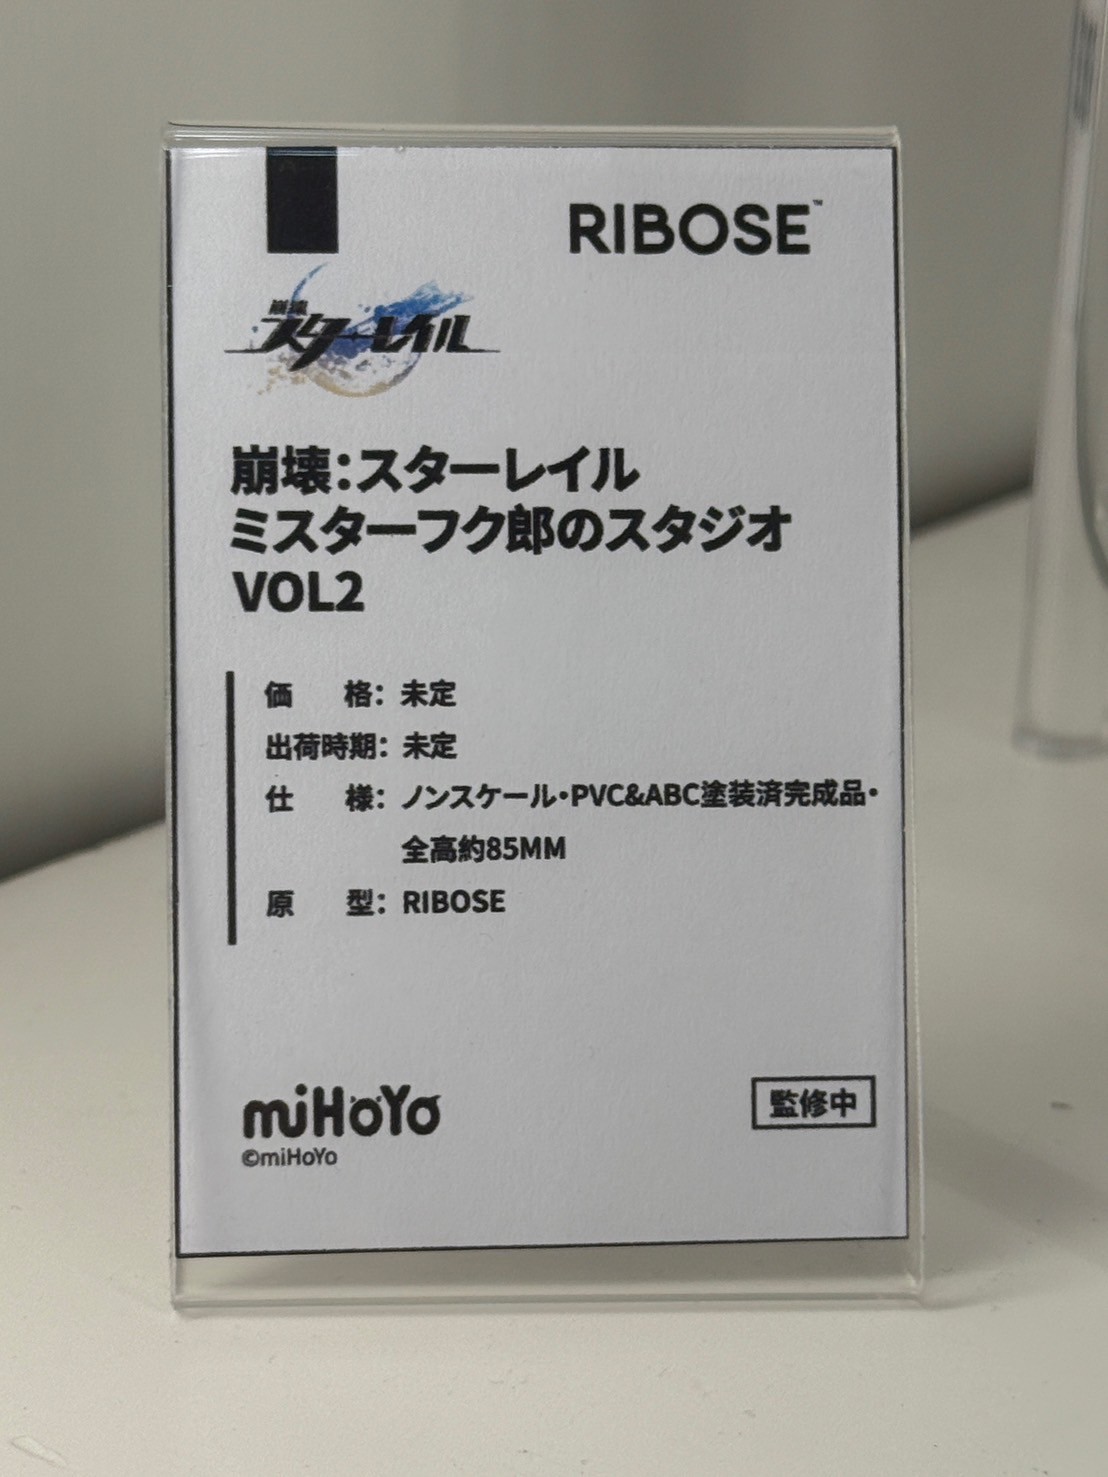 RIBOSE™
崩壊
スターレイル
崩壊：スターレイル
ミスターフク郎のスタジオ
VOL2
価 格：未定
出荷時期：未定
仕 様：ノンスケール・PVC&ABC塗装済完成品・
全高約85MM
原 型：RIBOSE
miHoYo
©miHoYo
監修中